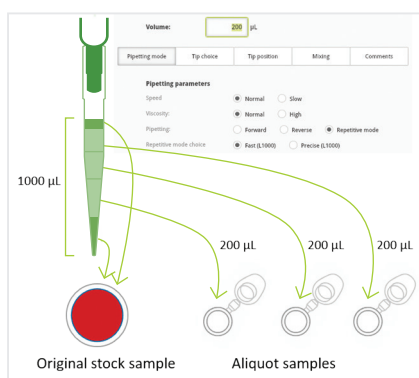 Volume: 200 µL
Pipetting mode Tip choice Tip position Mixing Comments
Pipetting parameters
Speed Normal Slow
Viscosity: Normal High
Pipetting: Forward Reverse Repetitive mode
Repetitive mode choice Fast (L1000) Precise (L1000)
1000 µL
200 µL 200 µL 200 µL
Original stock sample Aliquot samples